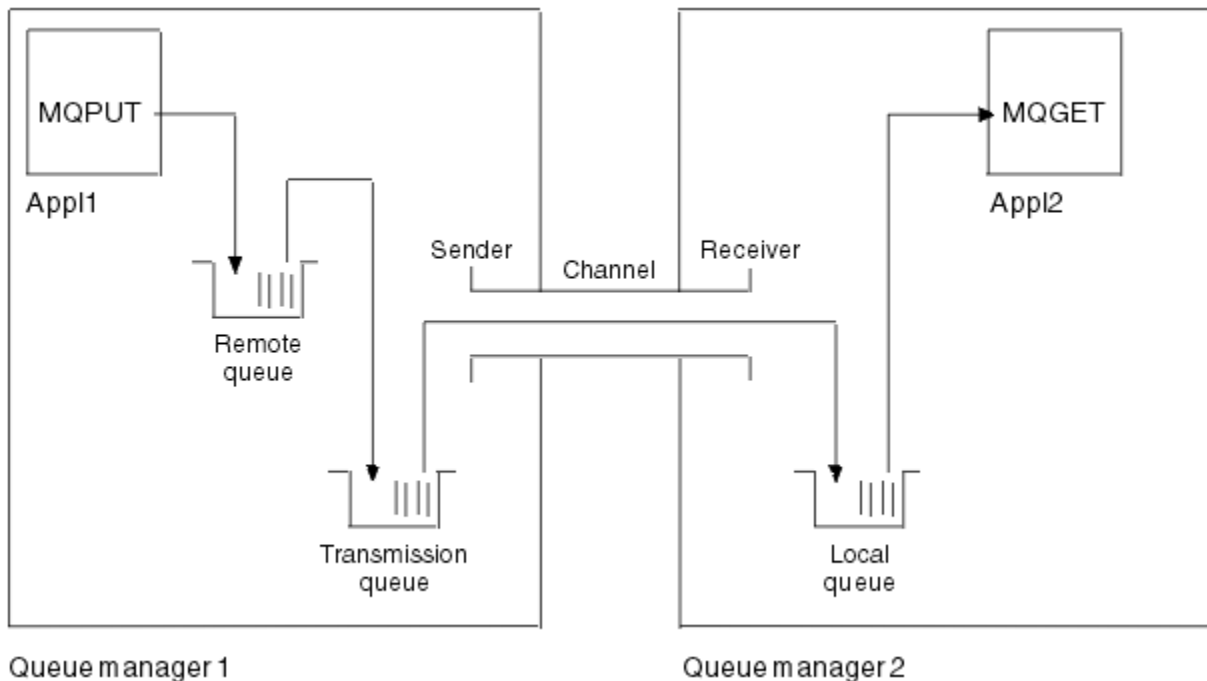 MQPUT
MQGET
Appl1
Appl2
Sender
Channel
Receiver
Remote
queue
Transmission
queue
Local
queue
Queue manager 1
Queue manager 2